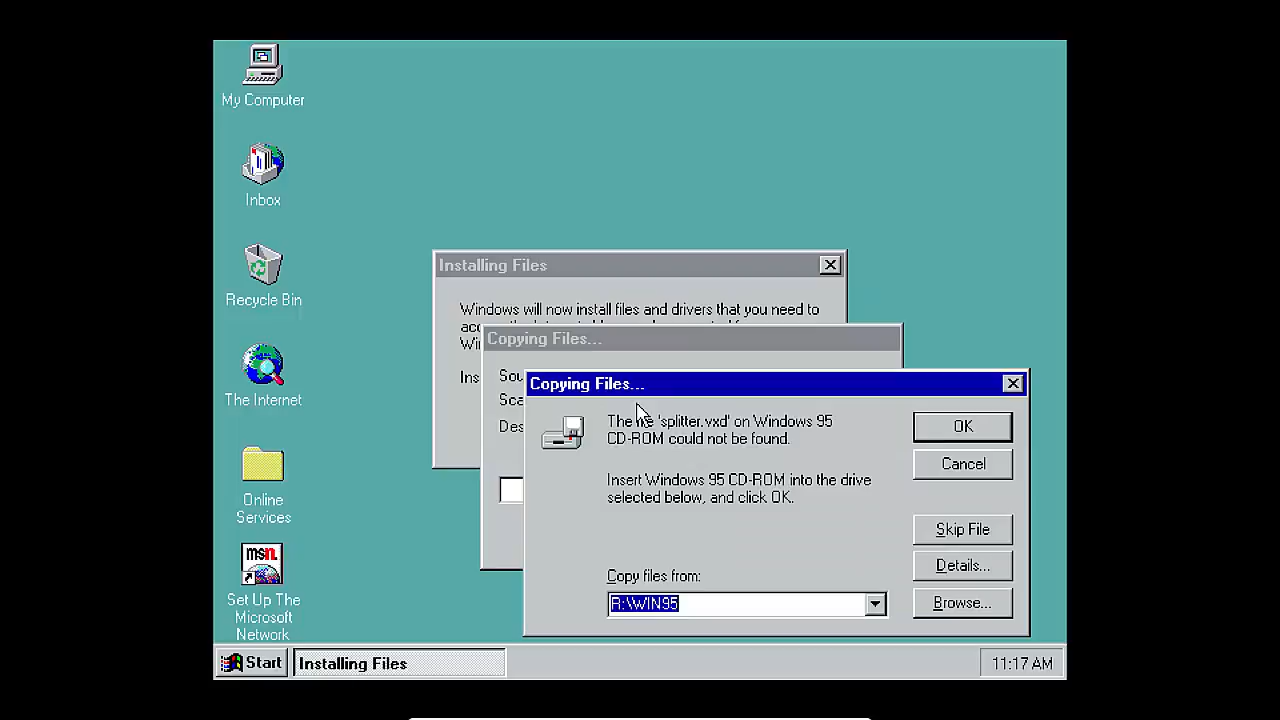 My Computer
Inbox
Recycle Bin
The Internet
Online
Services
msn.
Set Up The
Microsoft
Network
Installing Files
Windows will now install files and drivers that you need to
Copying Files...
Copying Files...
The 'splitter.vxd' on Windows 95
CD-ROM could not be found.
Insert Windows 95 CD-ROM into the drive
selected below, and click OK.
Copy files from:
R:\WIN95
OK
Cancel
Skip File
Details...
Browse...
Start
Installing Files
11:17 AM